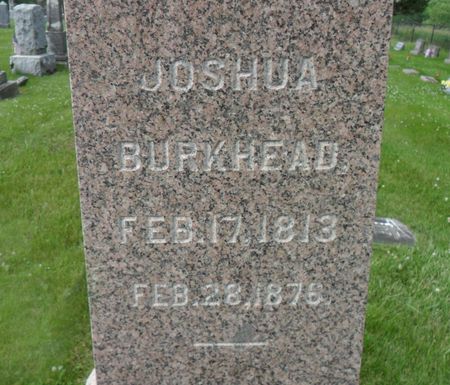 JOSHUA
BURKHEAD.
FEB. 17, 1813
FEB. 28, 1876